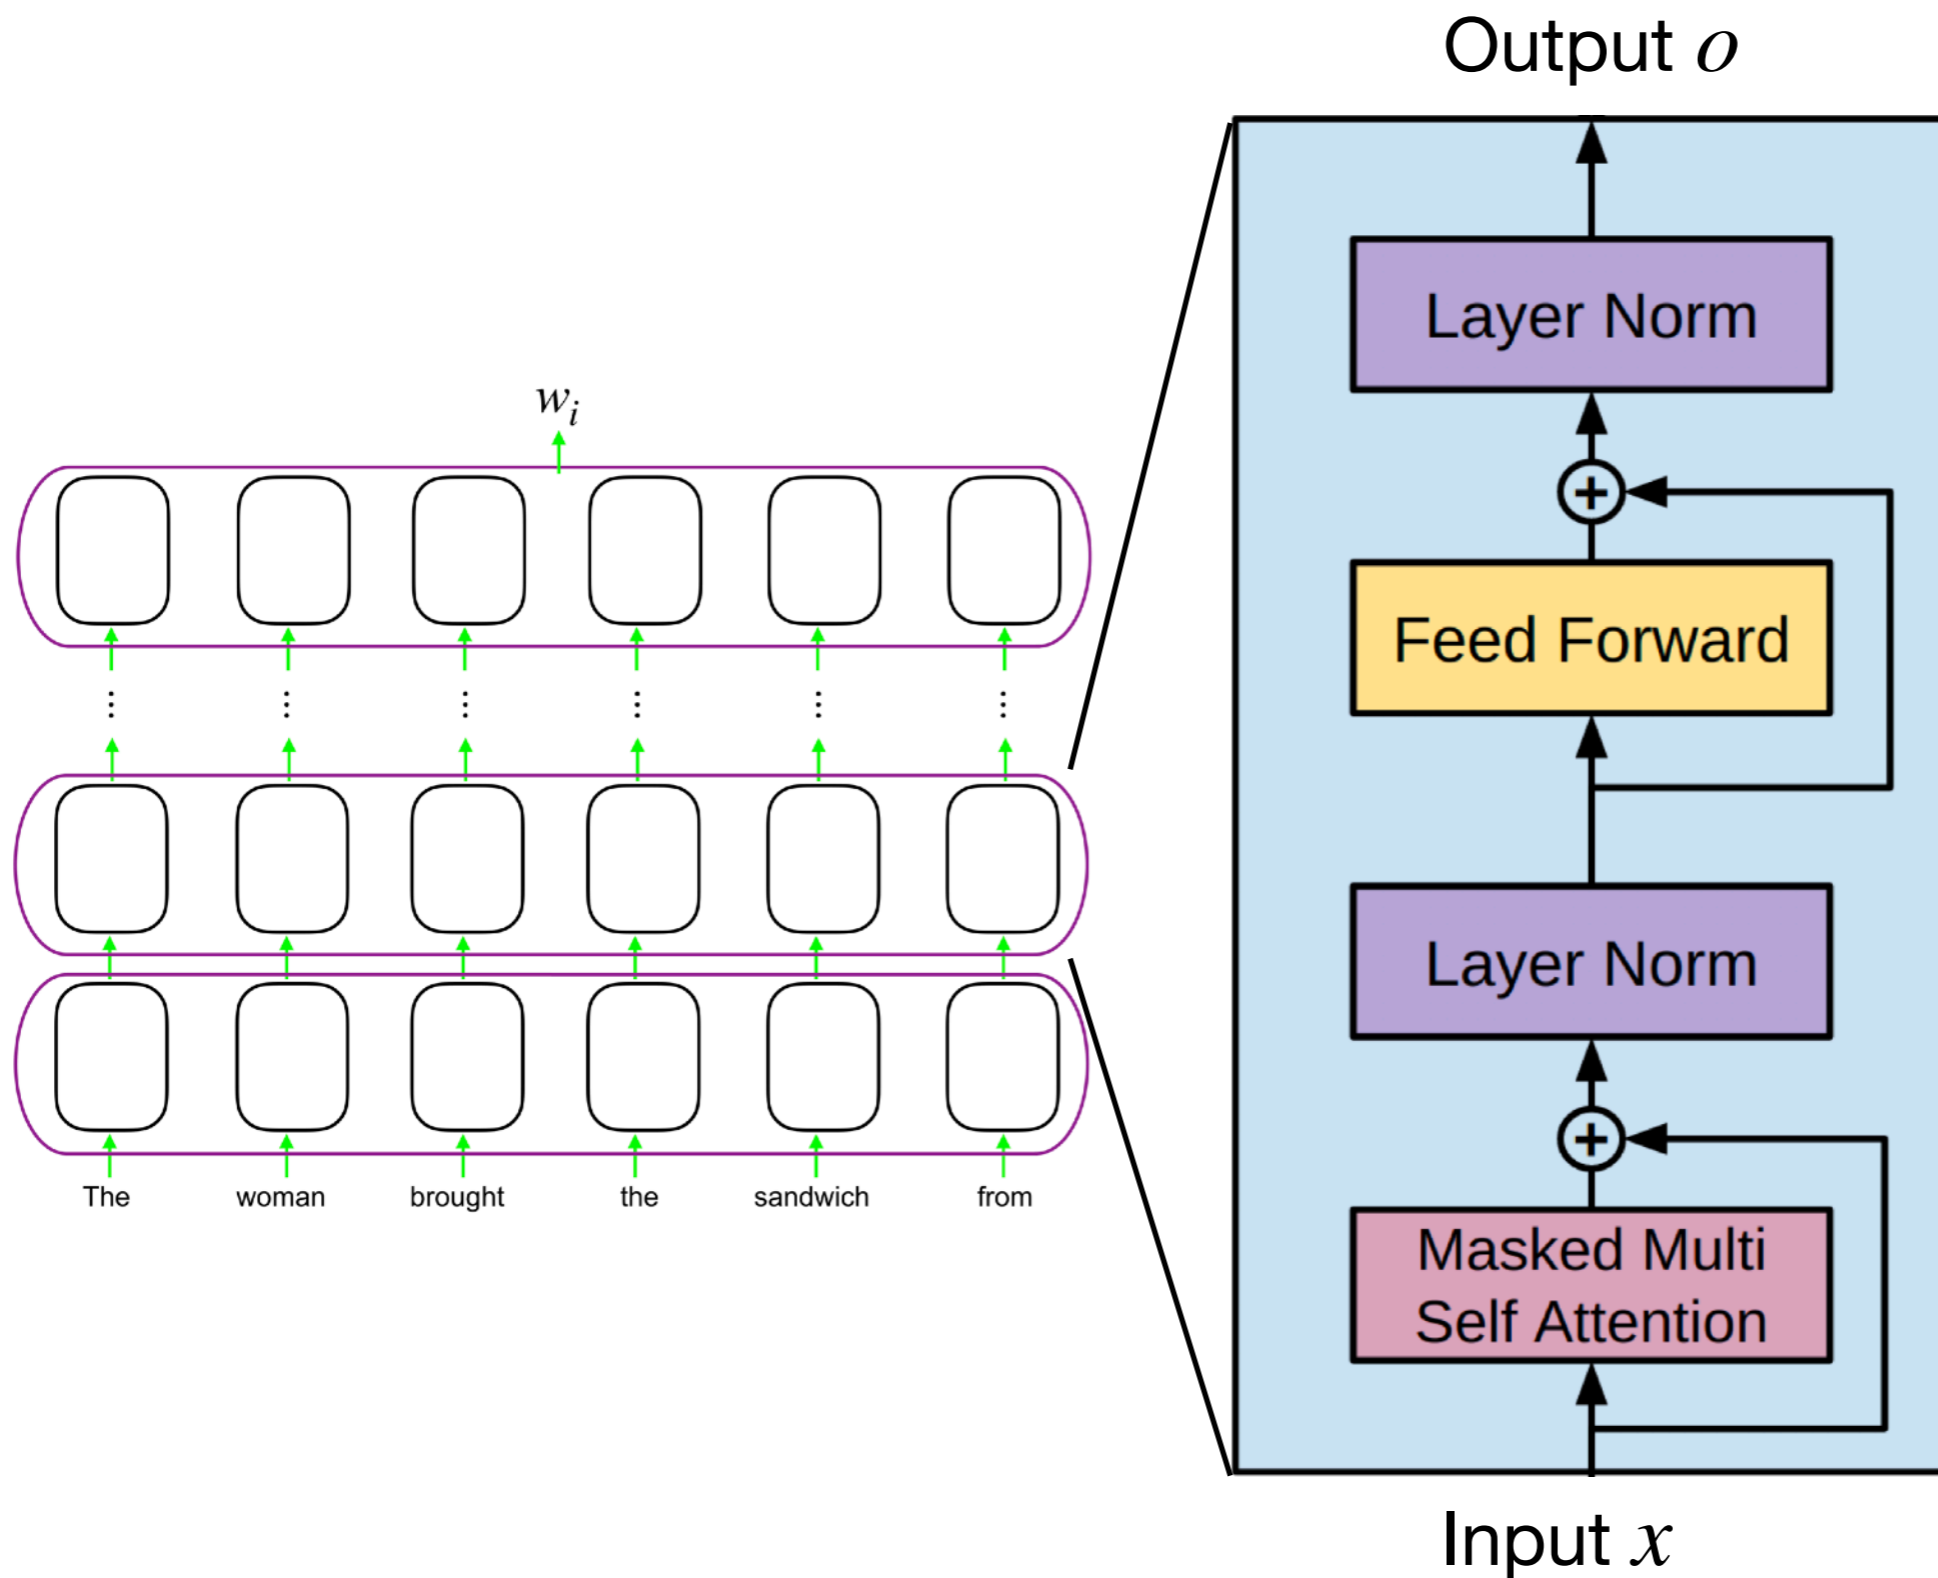 Output o
Layer Norm
+
Feed Forward
Layer Norm
+
Masked Multi
Self Attention
Input x
w_i
... ... ... ... ... ...
The woman brought the sandwich from